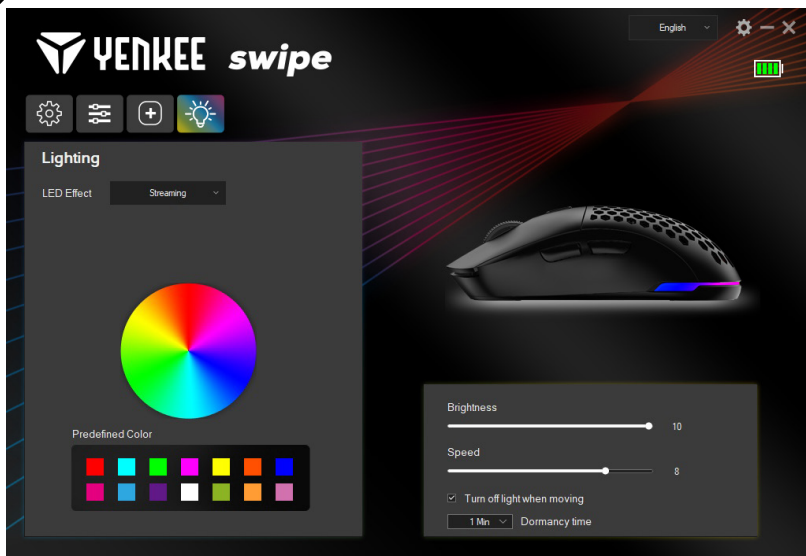 YENKEE swipe
English
Lighting
LED Effect
Streaming
Predefined Color
Brightness
10
Speed
8
Turn off light when moving
1 Min
Dormancy time